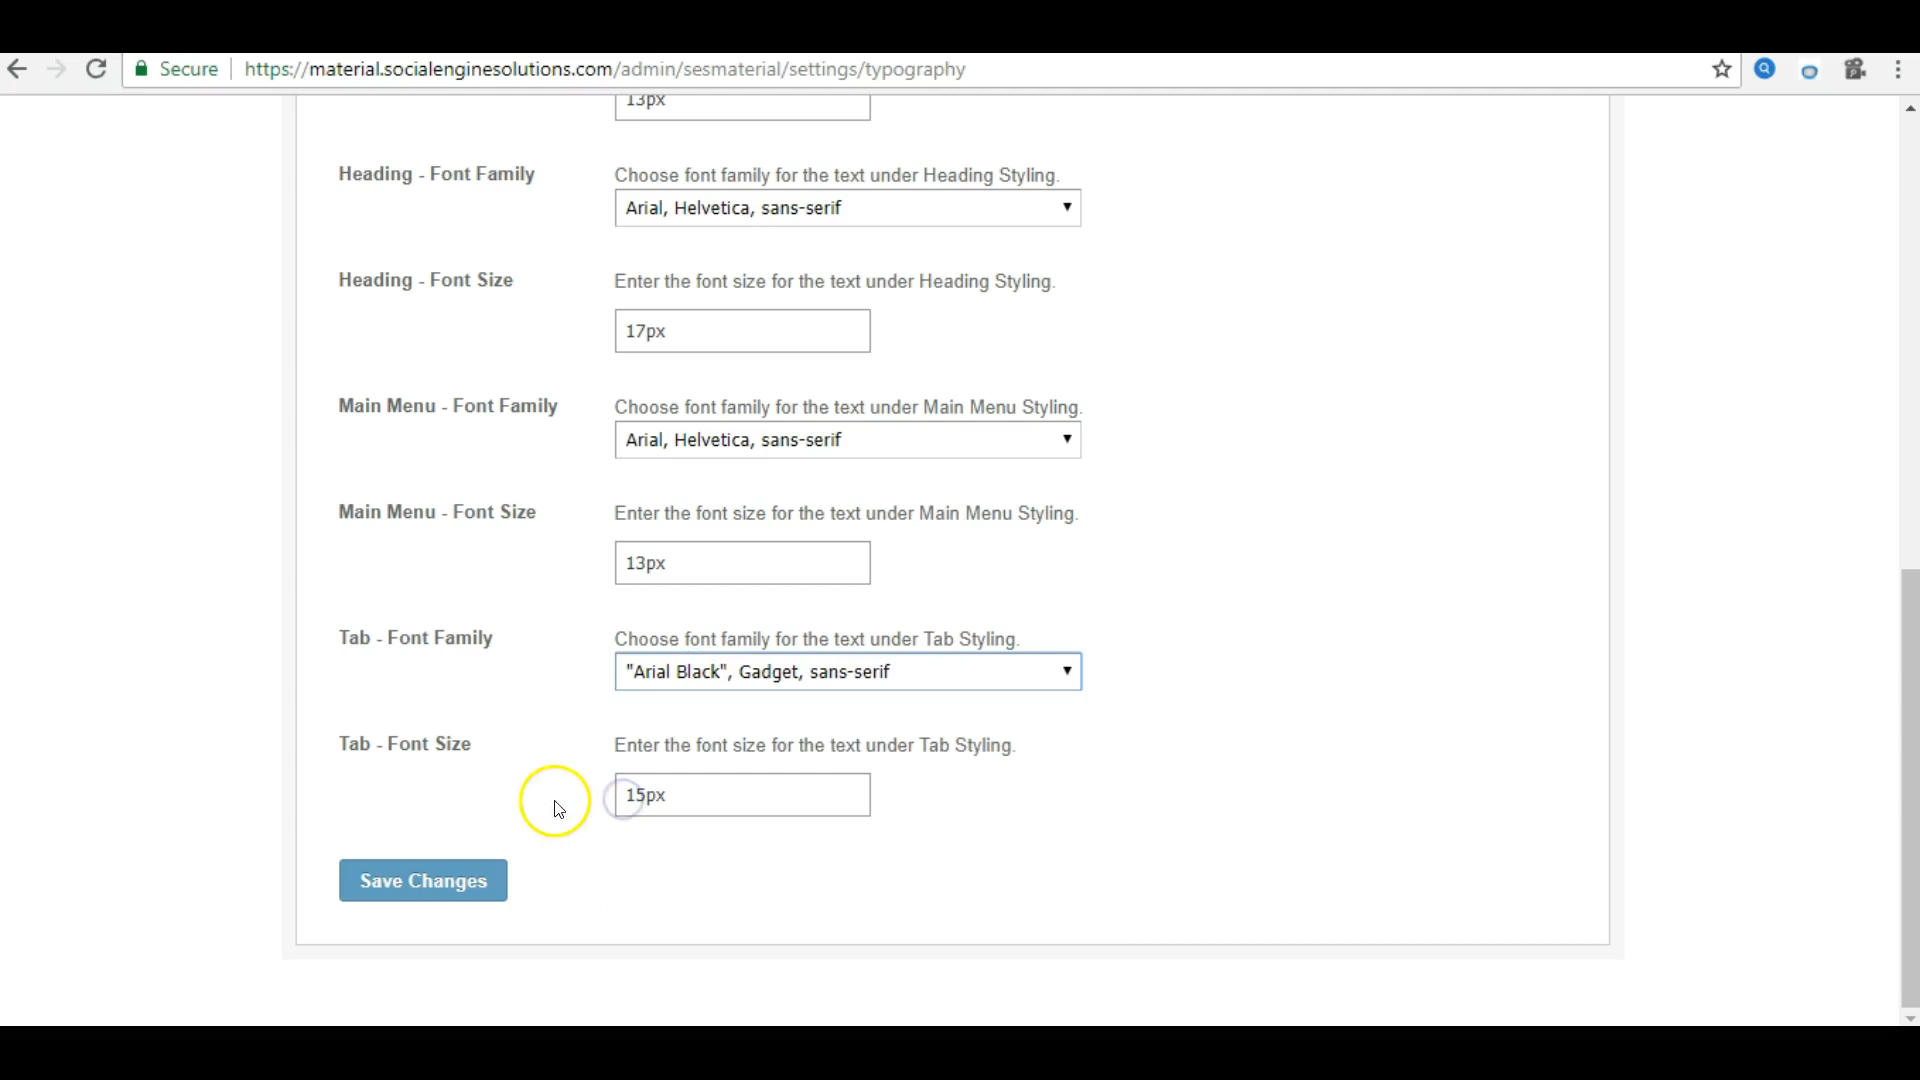 Secure https://material.socialenginesolutions.com/admin/sesmaterial/settings/typography
13px
Heading - Font Family
Choose font family for the text under Heading Styling.
Arial, Helvetica, sans-serif
Heading - Font Size
Enter the font size for the text under Heading Styling.
17px
Main Menu - Font Family
Choose font family for the text under Main Menu Styling.
Arial, Helvetica, sans-serif
Main Menu - Font Size
Enter the font size for the text under Main Menu Styling.
13px
Tab - Font Family
Choose font family for the text under Tab Styling.
"Arial Black", Gadget, sans-serif
Tab - Font Size
Enter the font size for the text under Tab Styling.
15px
Save Changes